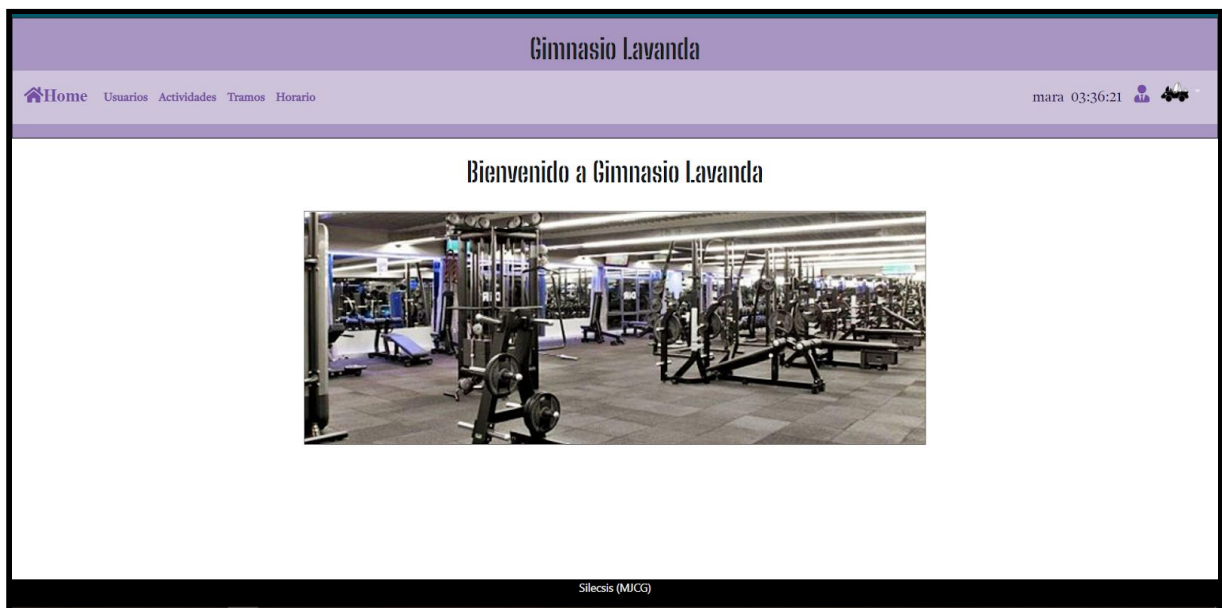 Gimnasio Lavanda
Home Usuarios Actividades Tramos Horario mara 03:36:21
Bienvenido a Gimnasio Lavanda
Silecsis (MJCG)